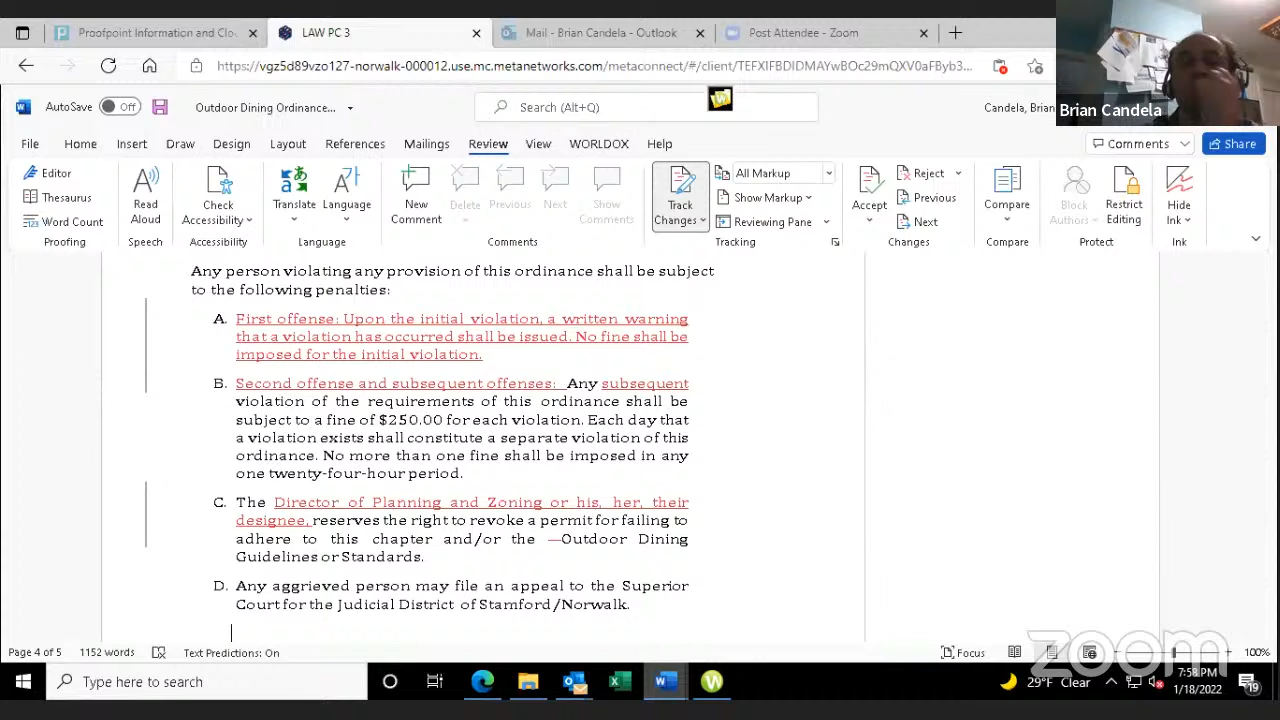 Proofpoint Information and Clo
LAW PC 3
Mail - Brian Candela - Outlook
Post Attendee - Zoom
https://vgz5d89vzo127-norwalk-000012.use.mc.metanetworks.com/metaconnect/#/client/TEFXIFBDIDMAYwBOc29mQXV0aFByb3...
Brian Candela
AutoSave Off
Outdoor Dining Ordinance...
Search (Alt+Q)
Candela, Brian
File Home Insert Draw Design Layout References Mailings Review View WORLDOX Help
Comments Share
Editor
Thesaurus
Word Count
Proofing
Read Aloud
Speech
Check Accessibility
Accessibility
Translate Language
Language
New Comment
Delete Previous Next
Show Comments
Comments
Track Changes
All Markup
Show Markup
Reviewing Pane
Tracking
Accept
Reject
Previous
Next
Changes
Compare
Compare
Block Authors
Restrict Editing
Protect
Hide Ink
Ink
Any person violating any provision of this ordinance shall be subject
to the following penalties:
A. First offense: Upon the initial violation, a written warning
that a violation has occurred shall be issued. No fine shall be
imposed for the initial violation.
B. Second offense and subsequent offenses: Any subsequent
violation of the requirements of this ordinance shall be
subject to a fine of $250.00 for each violation. Each day that
a violation exists shall constitute a separate violation of this
ordinance. No more than one fine shall be imposed in any
one twenty-four-hour period.
C. The Director of Planning and Zoning or his, her, their
designee, reserves the right to revoke a permit for failing to
adhere to this chapter and/or the —Outdoor Dining
Guidelines or Standards.
D. Any aggrieved person may file an appeal to the Superior
Court for the Judicial District of Stamford/Norwalk.
Page 4 of 5 1152 words Text Predictions: On
Focus
100%
zoom
Type here to search
29°F Clear
7:58 PM
1/18/2022
19